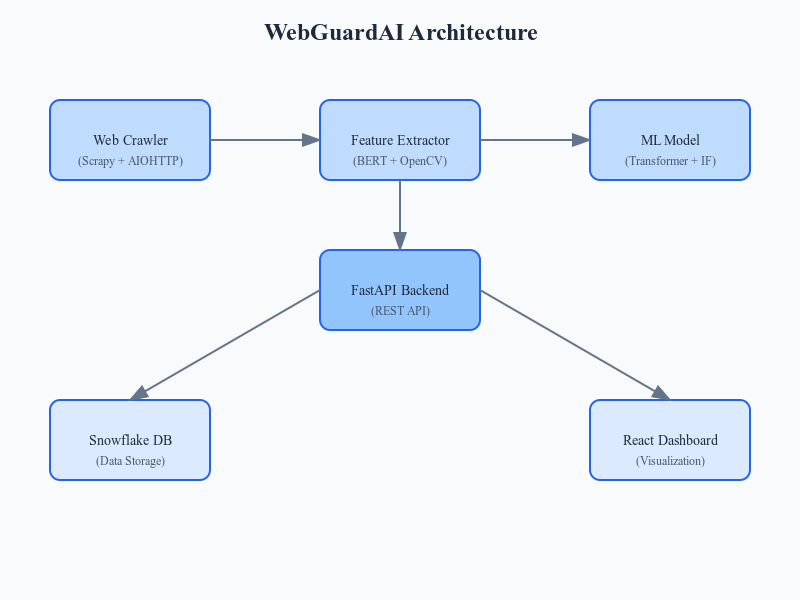 WebGuardAI Architecture
Web Crawler
(Scrapy + AIOHTTP)
Feature Extractor
(BERT + OpenCV)
ML Model
(Transformer + IF)
FastAPI Backend
(REST API)
Snowflake DB
(Data Storage)
React Dashboard
(Visualization)